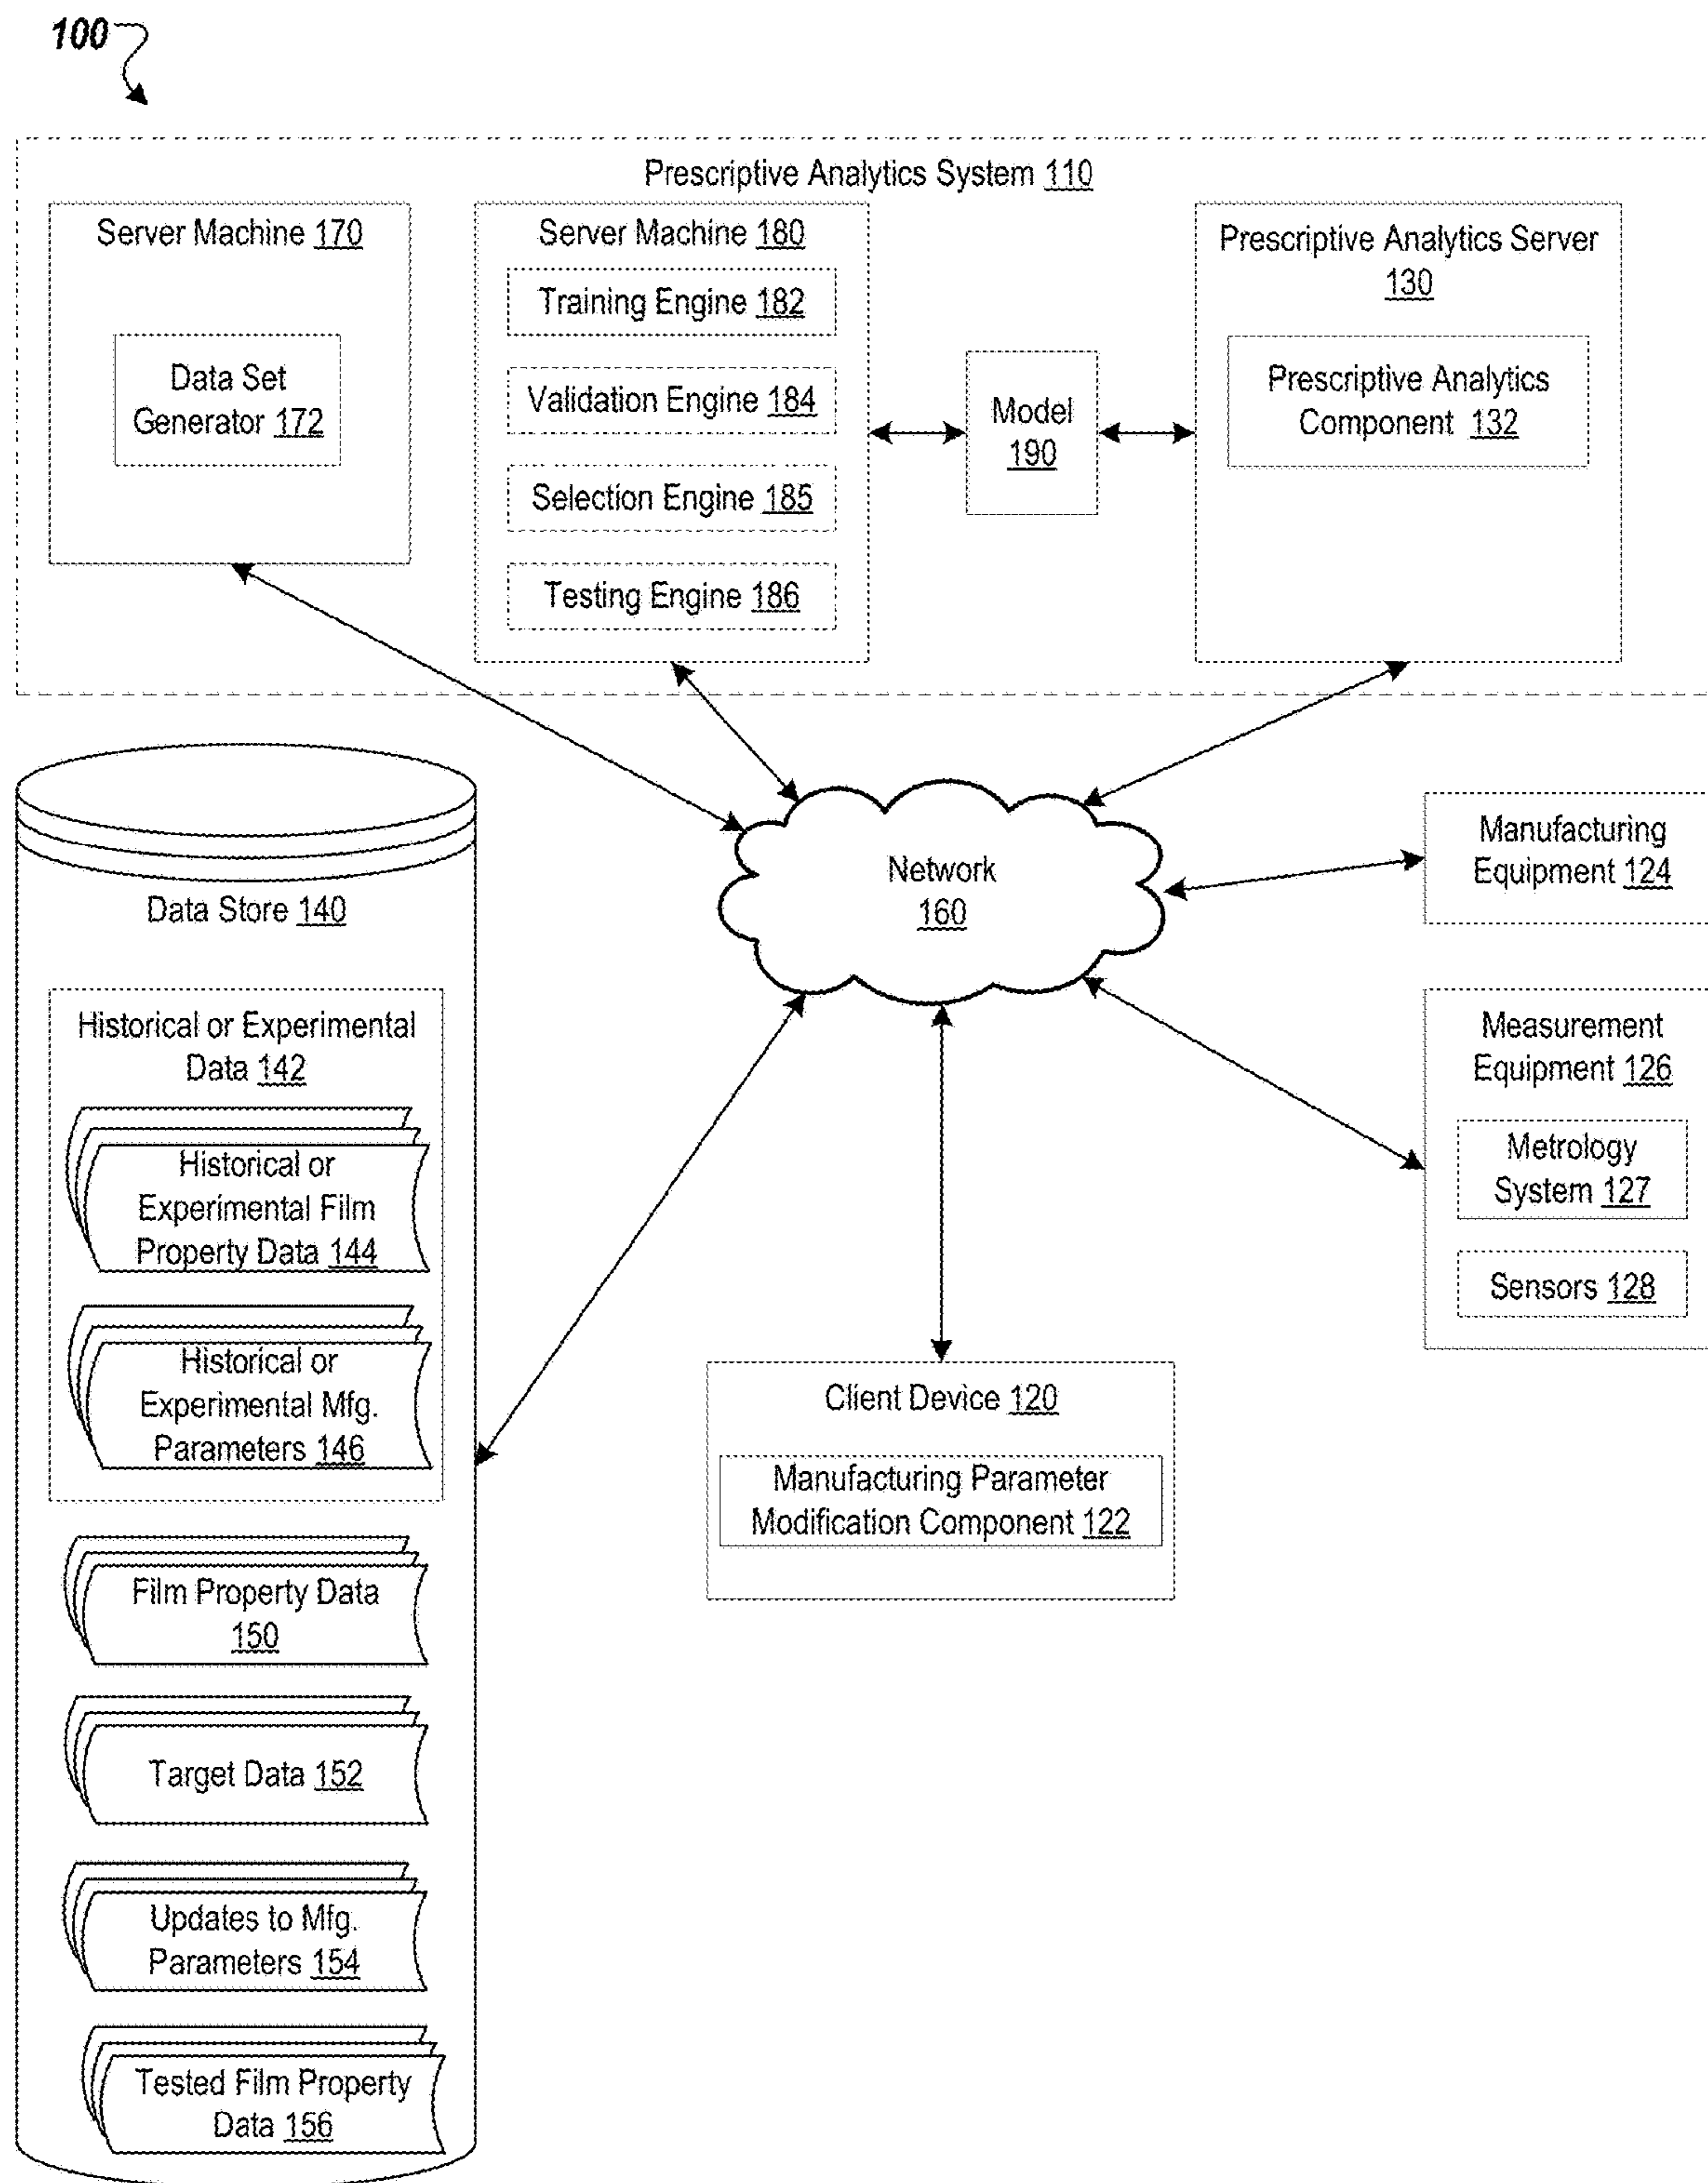 100
Prescriptive Analytics System 110
Server Machine 170
Data Set
Generator 172
Server Machine 180
Training Engine 182
Validation Engine 184
Selection Engine 185
Testing Engine 186
Model
190
Prescriptive Analytics Server
130
Prescriptive Analytics
Component 132
Data Store 140
Historical or Experimental
Data 142
Historical or
Experimental Film
Property Data 144
Historical or
Experimental Mfg.
Parameters 146
Film Property Data
150
Target Data 152
Updates to Mfg.
Parameters 154
Tested Film Property
Data 156
Network
160
Client Device 120
Manufacturing Parameter
Modification Component 122
Manufacturing
Equipment 124
Measurement
Equipment 126
Metrology
System 127
Sensors 128